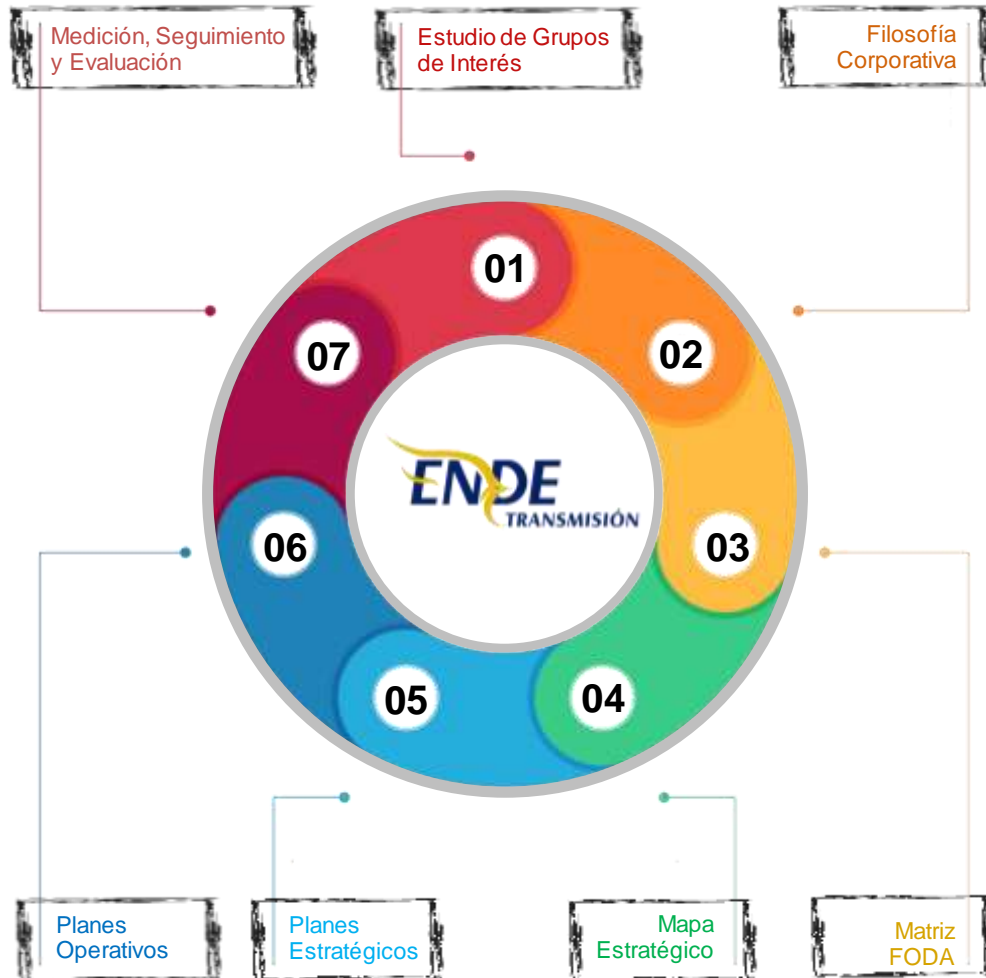 Medición, Seguimiento
y Evaluación
Estudio de Grupos
de Interés
Filosofía
Corporativa
01
02
03
04
05
06
07
ENDE
TRANSMISIÓN
Planes
Operativos
Planes
Estratégicos
Mapa
Estratégico
Matriz
FODA